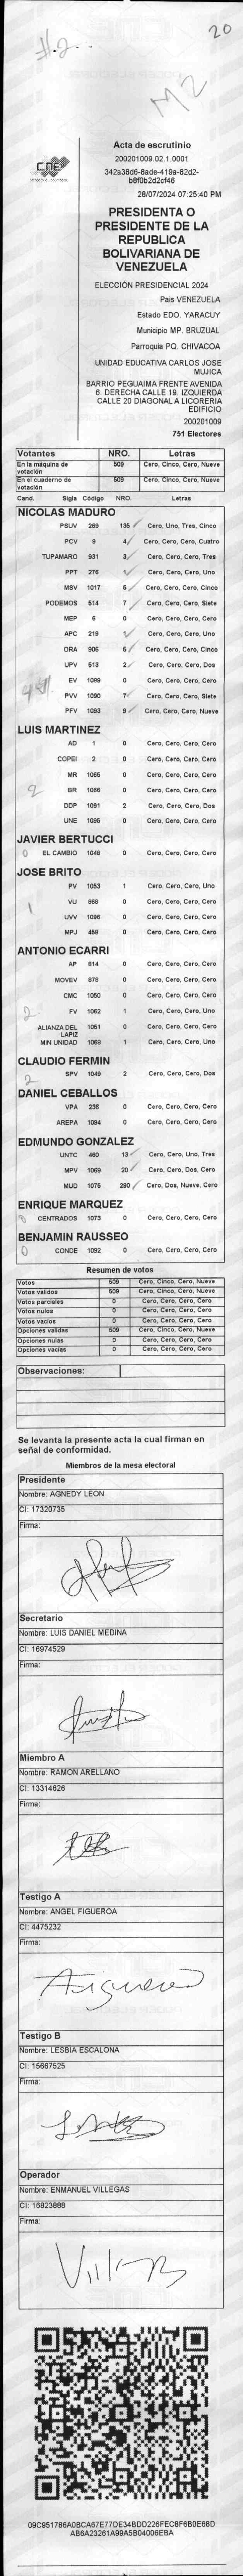 #.2...
20
M2
CNE
Acta de escrutinio
200201009.02.1.0001
342a38d6-8ade-419a-82d2-
b8f0b2d2cf46
28/07/2024 07:25:40 PM
PRESIDENTA O
PRESIDENTE DE LA
REPUBLICA
BOLIVARIANA DE
VENEZUELA
ELECCIÓN PRESIDENCIAL 2024
Pais VENEZUELA
Estado EDO. YARACUY
Municipio MP. BRUZUAL
Parroquia PQ. CHIVACOA
UNIDAD EDUCATIVA CARLOS JOSE
MUJICA
BARRIO PEGUAIMA FRENTE AVENIDA
6. DERECHA CALLE 19. IZQUIERDA
CALLE 20 DIAGONAL A LICORERIA
EDIFICIO
200201009
751 Electores
Votantes NRO. Letras
En la máquina de votación 509 Cero, Cinco, Cero, Nueve
En el cuaderno de votación 509 Cero, Cinco, Cero, Nueve
Cand. Sigla Código NRO. Letras
NICOLAS MADURO
PSUV 269 135 Cero, Uno, Tres, Cinco
PCV 9 4 Cero, Cero, Cero, Cuatro
TUPAMARO 931 3 Cero, Cero, Cero, Tres
PPT 276 1 Cero, Cero, Cero, Uno
MSV 1017 5 Cero, Cero, Cero, Cinco
PODEMOS 514 7 Cero, Cero, Cero, Siete
MEP 6 0 Cero, Cero, Cero, Cero
APC 219 1 Cero, Cero, Cero, Uno
ORA 906 5 Cero, Cero, Cero, Cinco
UPV 513 2 Cero, Cero, Cero, Dos
EV 1089 0 Cero, Cero, Cero, Cero
PVV 1090 7 Cero, Cero, Cero, Siete
PFV 1093 9 Cero, Cero, Cero, Nueve
LUIS MARTINEZ
AD 1 0 Cero, Cero, Cero, Cero
COPEI 2 0 Cero, Cero, Cero, Cero
MR 1065 0 Cero, Cero, Cero, Cero
2 BR 1066 0 Cero, Cero, Cero, Cero
DDP 1091 2 Cero, Cero, Cero, Dos
UNE 1095 0 Cero, Cero, Cero, Cero
JAVIER BERTUCCI
0 EL CAMBIO 1048 0 Cero, Cero, Cero, Cero
JOSE BRITO
PV 1053 1 Cero, Cero, Cero, Uno
1 VU 868 0 Cero, Cero, Cero, Cero
UVV 1096 0 Cero, Cero, Cero, Cero
MPJ 459 0 Cero, Cero, Cero, Cero
ANTONIO ECARRI
AP 814 0 Cero, Cero, Cero, Cero
MOVEV 878 0 Cero, Cero, Cero, Cero
CMC 1050 0 Cero, Cero, Cero, Cero
2 FV 1062 1 Cero, Cero, Cero, Uno
ALIANZA DEL LAPIZ 1051 0 Cero, Cero, Cero, Cero
MIN UNIDAD 1068 1 Cero, Cero, Cero, Uno
CLAUDIO FERMIN
2 SPV 1049 2 Cero, Cero, Cero, Dos
DANIEL CEBALLOS
VPA 236 0 Cero, Cero, Cero, Cero
AREPA 1094 0 Cero, Cero, Cero, Cero
EDMUNDO GONZALEZ
UNTC 460 13 Cero, Cero, Uno, Tres
MPV 1069 20 Cero, Cero, Dos, Cero
MUD 1075 290 Cero, Dos, Nueve, Cero
ENRIQUE MARQUEZ
0 CENTRADOS 1073 0 Cero, Cero, Cero, Cero
BENJAMIN RAUSSEO
0 CONDE 1092 0 Cero, Cero, Cero, Cero
Resumen de votos
Votos 509 Cero, Cinco, Cero, Nueve
Votos validos 509 Cero, Cinco, Cero, Nueve
Votos parciales 0 Cero, Cero, Cero, Cero
Votos nulos 0 Cero, Cero, Cero, Cero
Votos vacios 0 Cero, Cero, Cero, Cero
Opciones validas 509 Cero, Cinco, Cero, Nueve
Opciones nulas 0 Cero, Cero, Cero, Cero
Opciones vacias 0 Cero, Cero, Cero, Cero
Observaciones:
Se levanta la presente acta la cual firman en
señal de conformidad.
Miembros de la mesa electoral
Presidente
Nombre: AGNEDY LEON
CI: 17320735
Firma:
Secretario
Nombre: LUIS DANIEL MEDINA
CI: 16974529
Firma:
Miembro A
Nombre: RAMON ARELLANO
CI: 13314626
Firma:
Testigo A
Nombre: ANGEL FIGUEROA
CI: 4475232
Firma:
Testigo B
Nombre: LESBIA ESCALONA
CI: 15667525
Firma:
Operador
Nombre: ENMANUEL VILLEGAS
CI: 16823888
Firma:
09C951786A0BCA67E77DE34BDD226FEC8F6B0E68D
AB6A23261A99A5B04006EBA